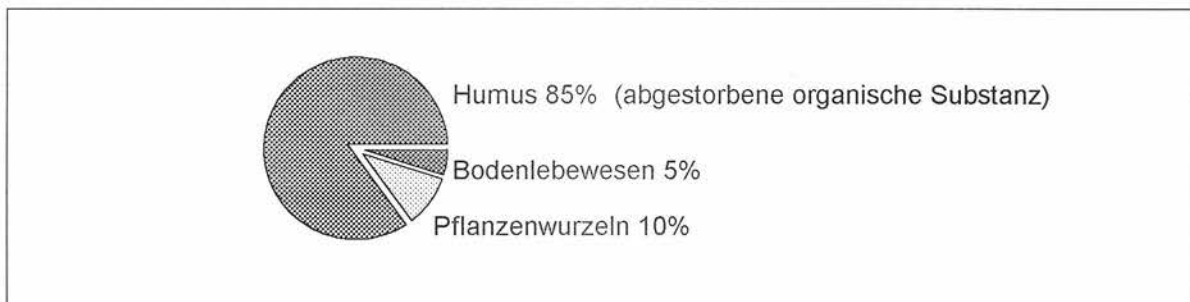 Humus 85% (abgestorbene organische Substanz)
Bodenlebewesen 5%
Pflanzenwurzeln 10%